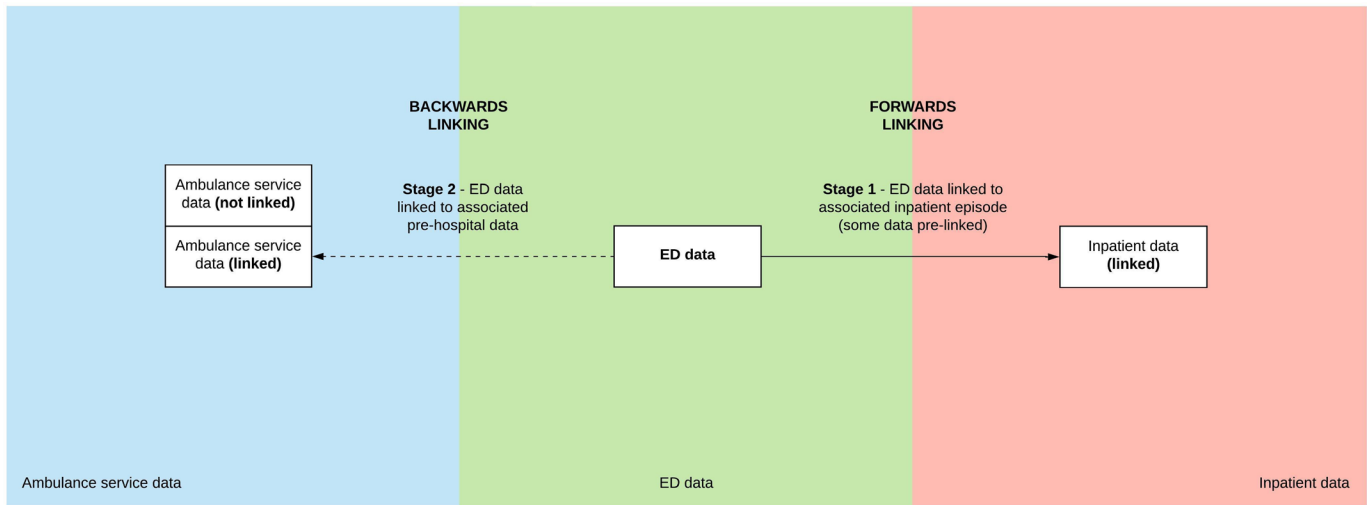 BACKWARDS
LINKING
FORWARDS
LINKING
Ambulance service
data (not linked)
Ambulance service
data (linked)
Stage 2 - ED data
linked to associated
pre-hospital data
ED data
Stage 1 - ED data linked to
associated inpatient episode
(some data pre-linked)
Inpatient data
(linked)
Ambulance service data
ED data
Inpatient data